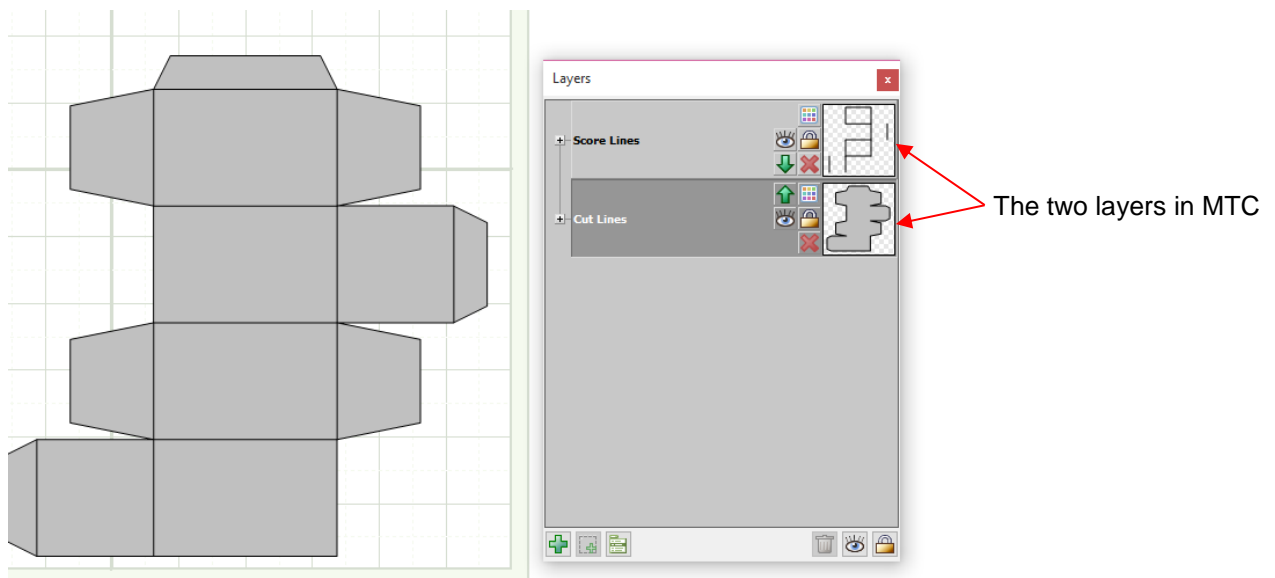 Layers
x
Score Lines
The two layers in MTC
Cut Lines